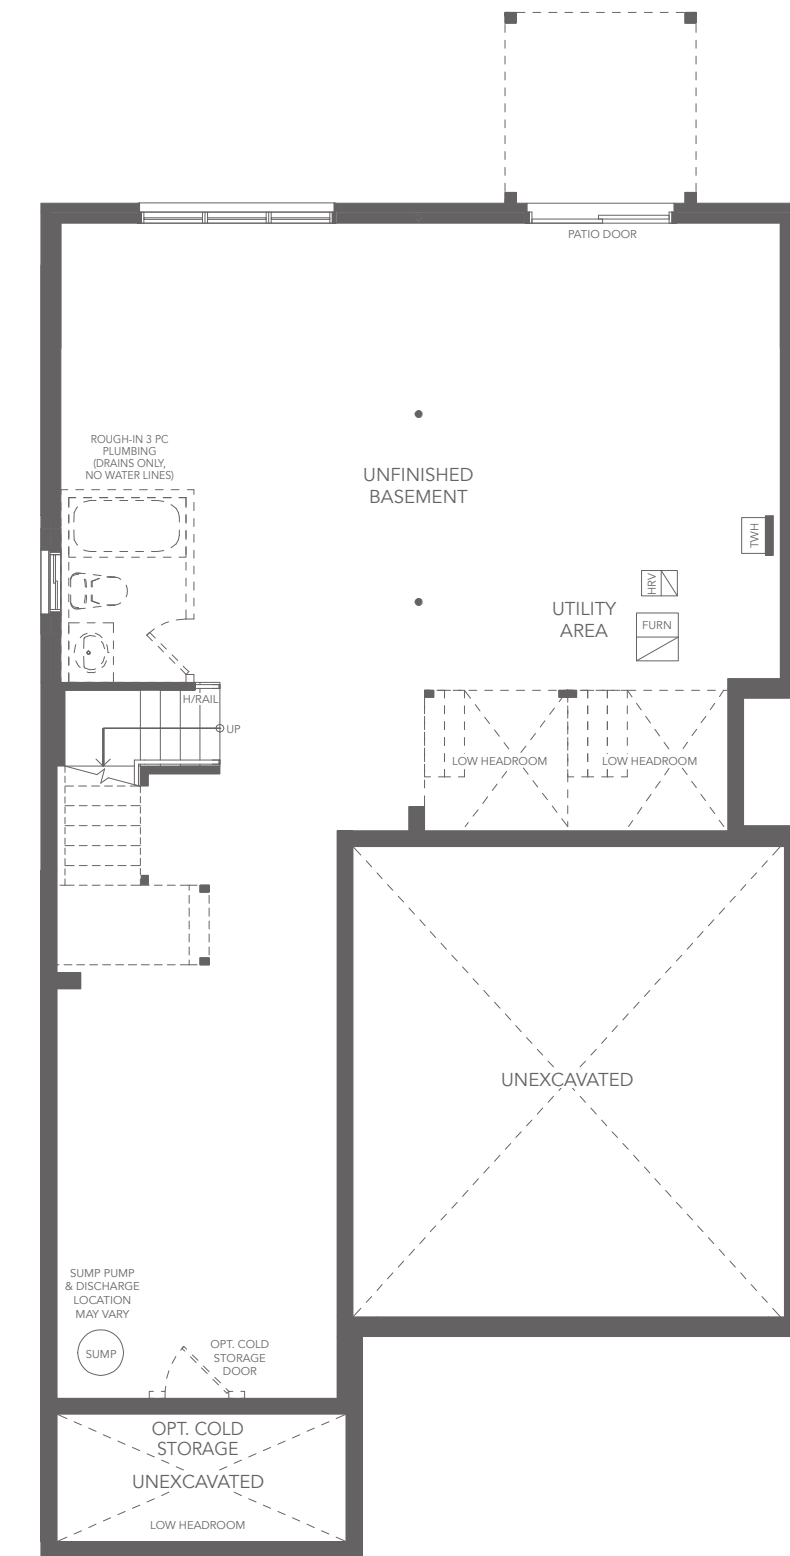 PATIO DOOR
ROUGH-IN 3 PC
PLUMBING
(DRAINS ONLY,
NO WATER LINES)
UNFINISHED
BASEMENT
TWH
HRV
UTILITY
AREA
FURN
H/RAIL
UP
LOW HEADROOM
LOW HEADROOM
UNEXCAVATED
SUMP PUMP
& DISCHARGE
LOCATION
MAY VARY
SUMP
OPT. COLD
STORAGE
DOOR
OPT. COLD
STORAGE
UNEXCAVATED
LOW HEADROOM